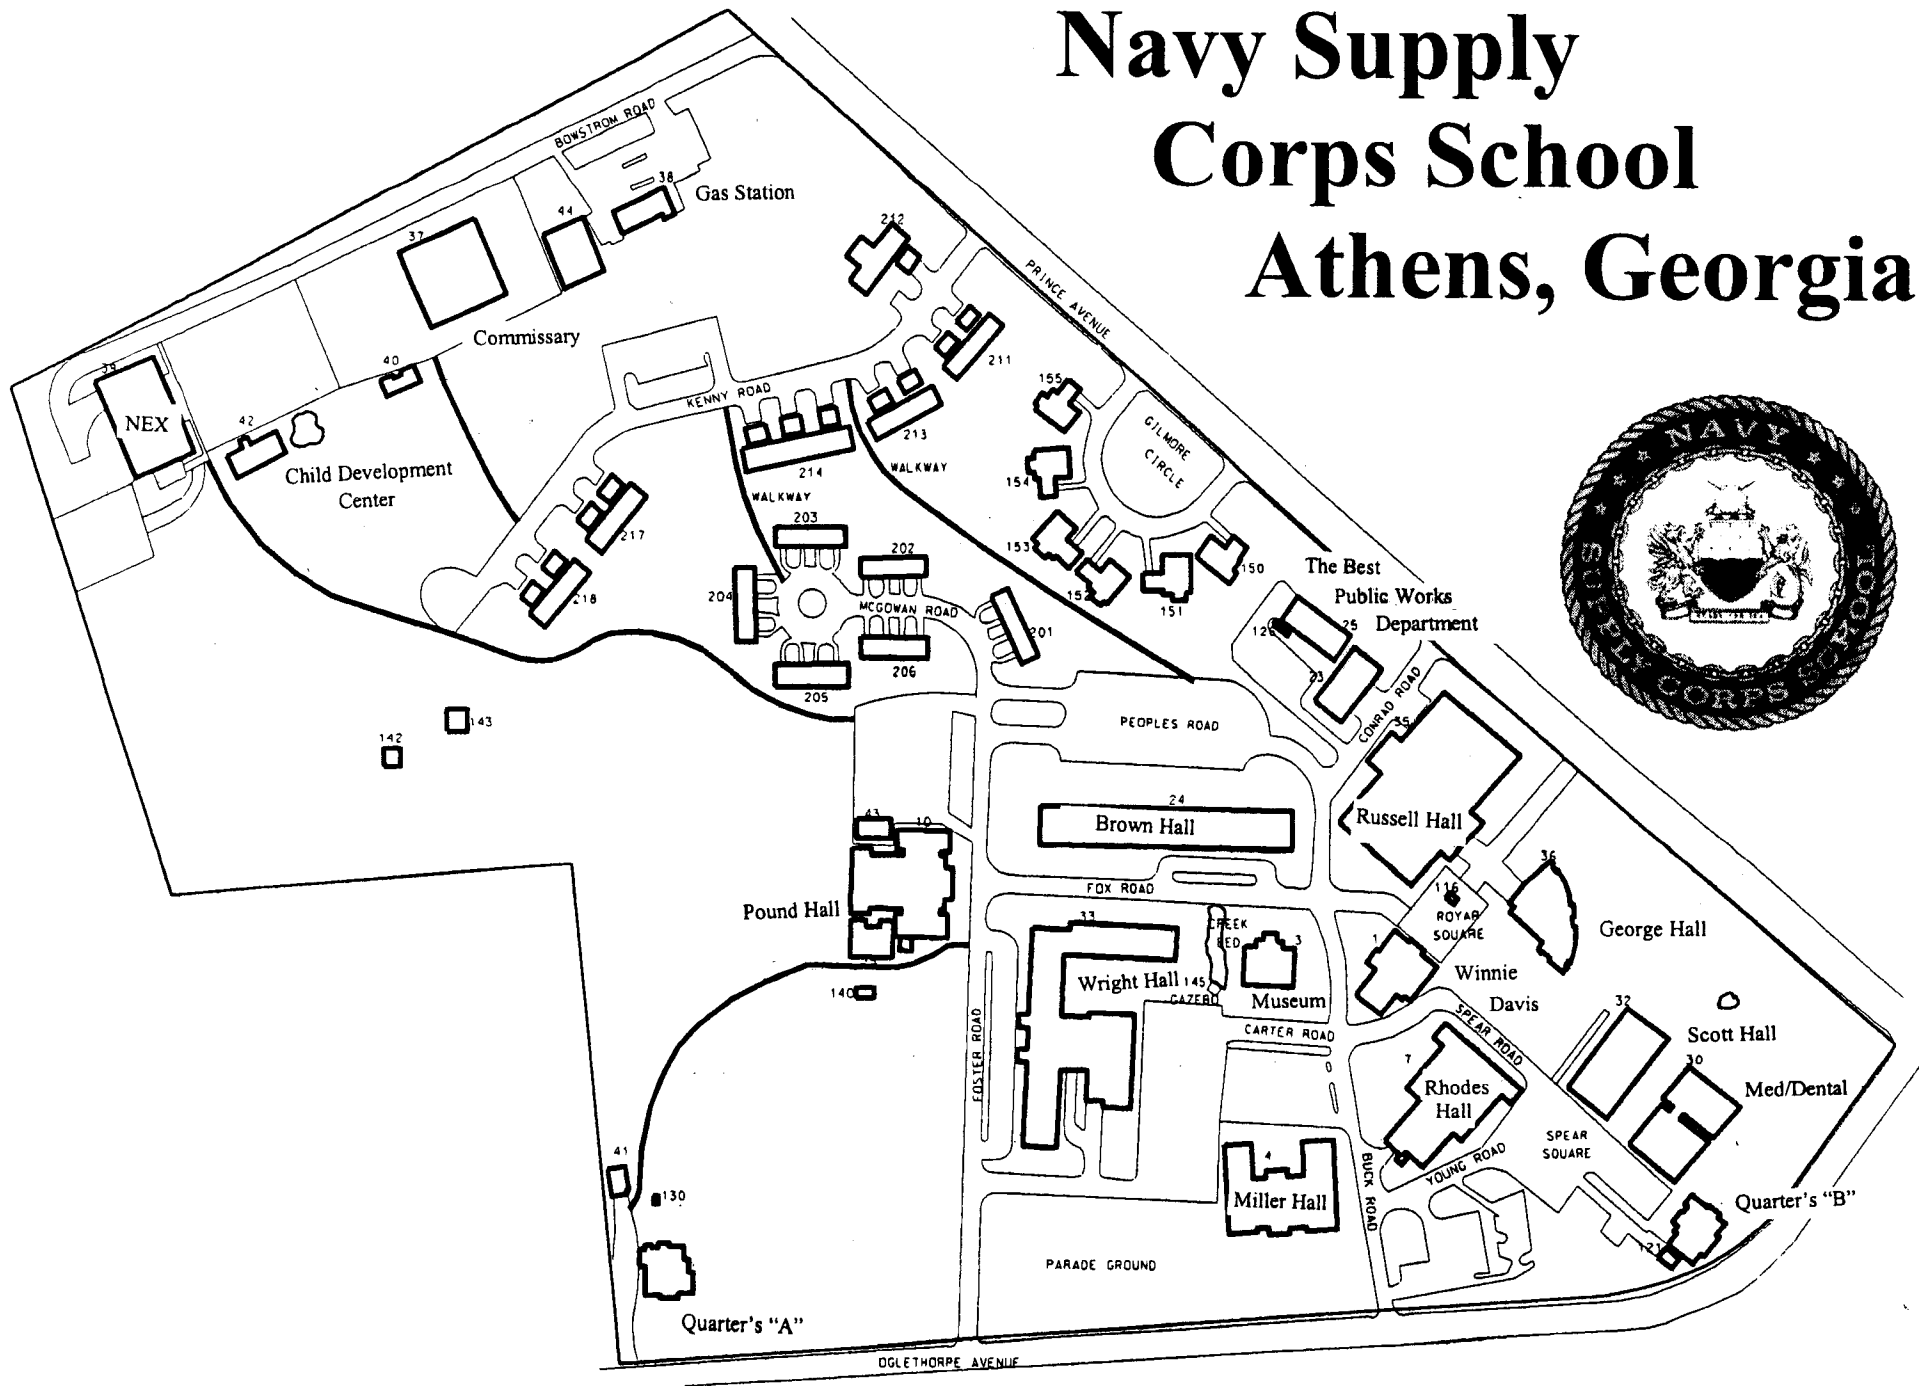 Navy Supply
Corps School
Athens, Georgia
BOWSTROM ROAD
38
Gas Station
44
37
212
PRINCE AVENUE
Commissary
39
NEX
40
42
Child Development
Center
KENNY ROAD
211
213
214
WALKWAY
WALKWAY
155
GILMORE
CIRCLE
154
153
152
151
150
217
218
203
202
204
MCGOWAN ROAD
201
206
205
The Best
Public Works
Department
25
23
CONRAD ROAD
35
NAVY
SUPPLY CORPS SCHOOL
143
142
PEOPLES ROAD
24
Brown Hall
Russell Hall
43
10
Pound Hall
FOX ROAD
36
116
ROYAR
SQUARE
George Hall
33
CREEK
BED
3
1
Wright Hall
145
GAZEBO
Museum
Winnie
Davis
140
CARTER ROAD
SPEAR ROAD
32
Scott Hall
30
Med/Dental
FOSTER ROAD
7
Rhodes
Hall
SPEAR
SQUARE
41
130
4
Miller Hall
BUCK ROAD
YOUNG ROAD
Quarter's "B"
121
PARADE GROUND
Quarter's "A"
OGLETHORPE AVENUE